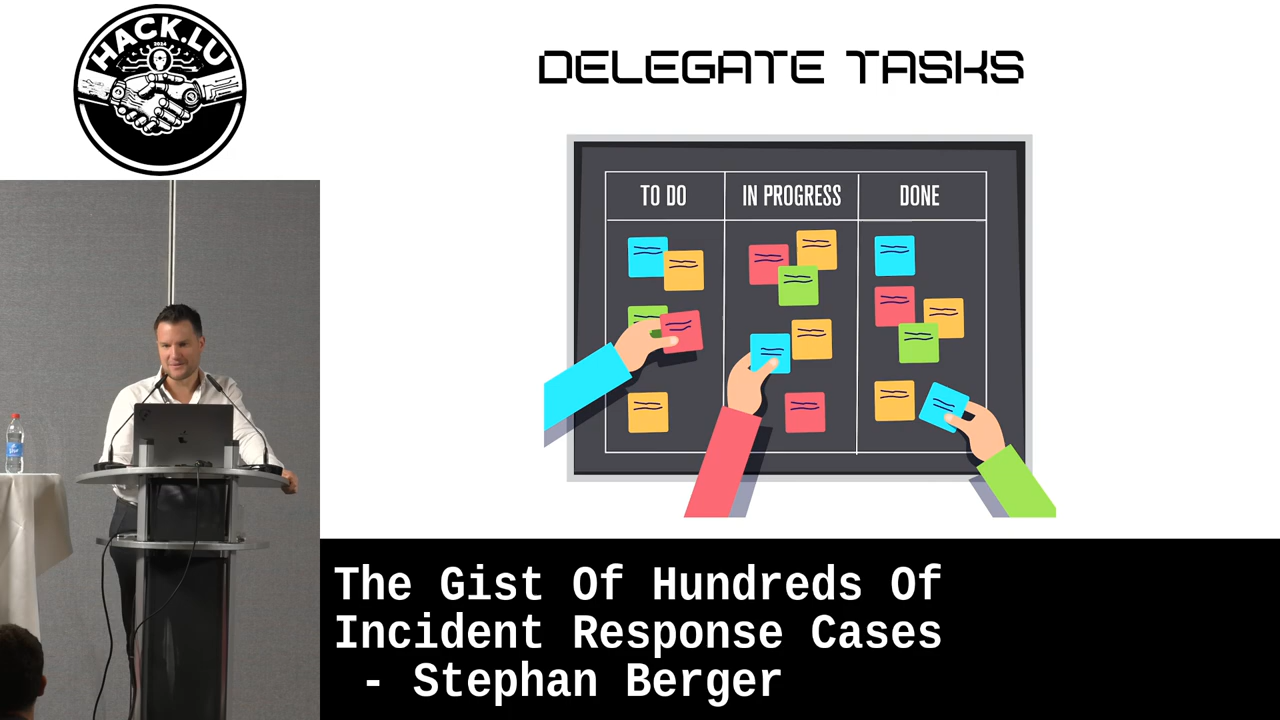 HACK.LU
2024
DELEGATE TASKS
TO DO
IN PROGRESS
DONE
The Gist Of Hundreds Of
Incident Response Cases
- Stephan Berger